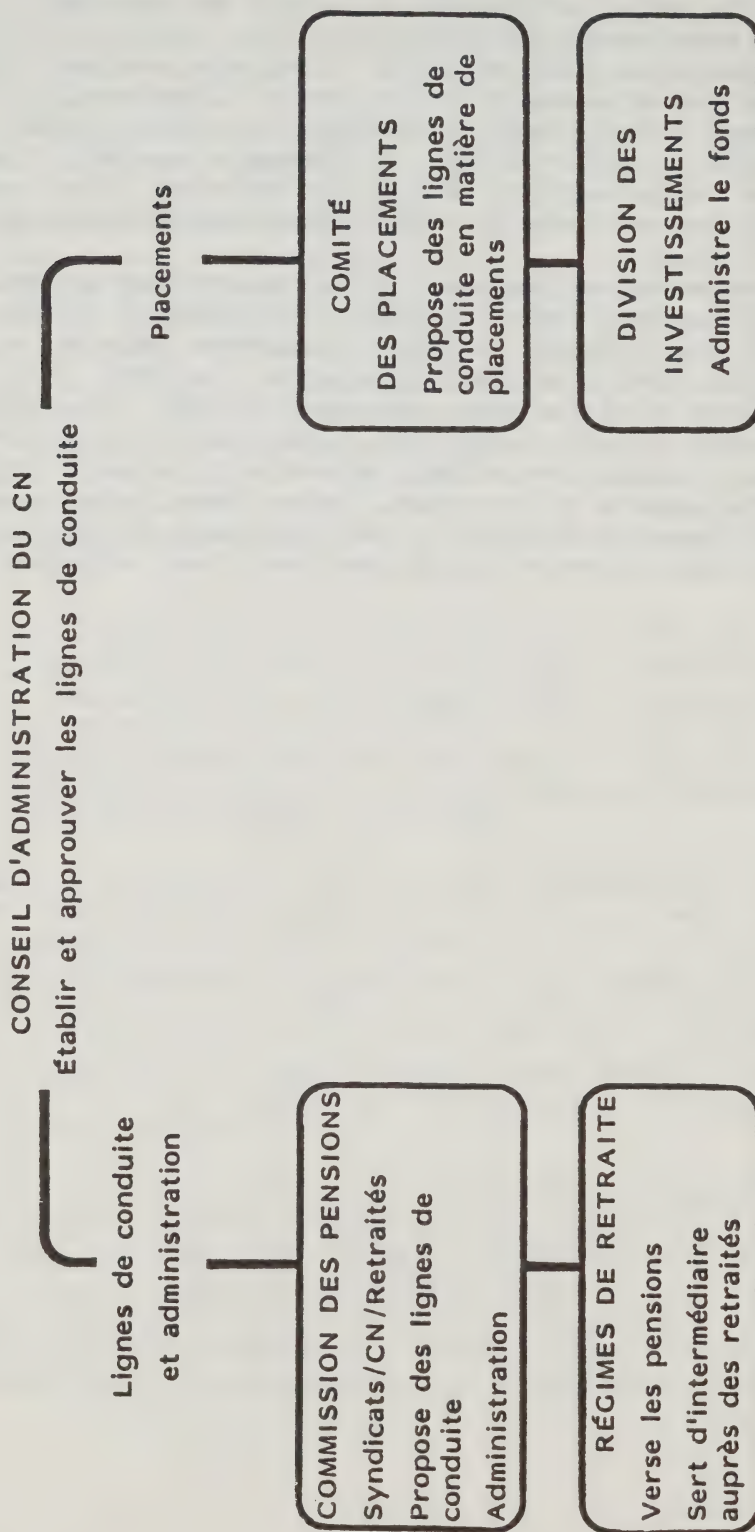 CONSEIL D'ADMINISTRATION DU CN
Établir et approuver les lignes de conduite
Lignes de conduite
et administration
COMMISSION DES PENSIONS
Syndicats/CN/Retraités
Propose des lignes de
conduite
Administration
RÉGIMES DE RETRAITE
Verse les pensions
Sert d'intermédiaire
auprès des retraités
Placements
COMITÉ
DES PLACEMENTS
Propose des lignes de
conduite en matière de
placements
DIVISION DES
INVESTISSEMENTS
Administre le fonds